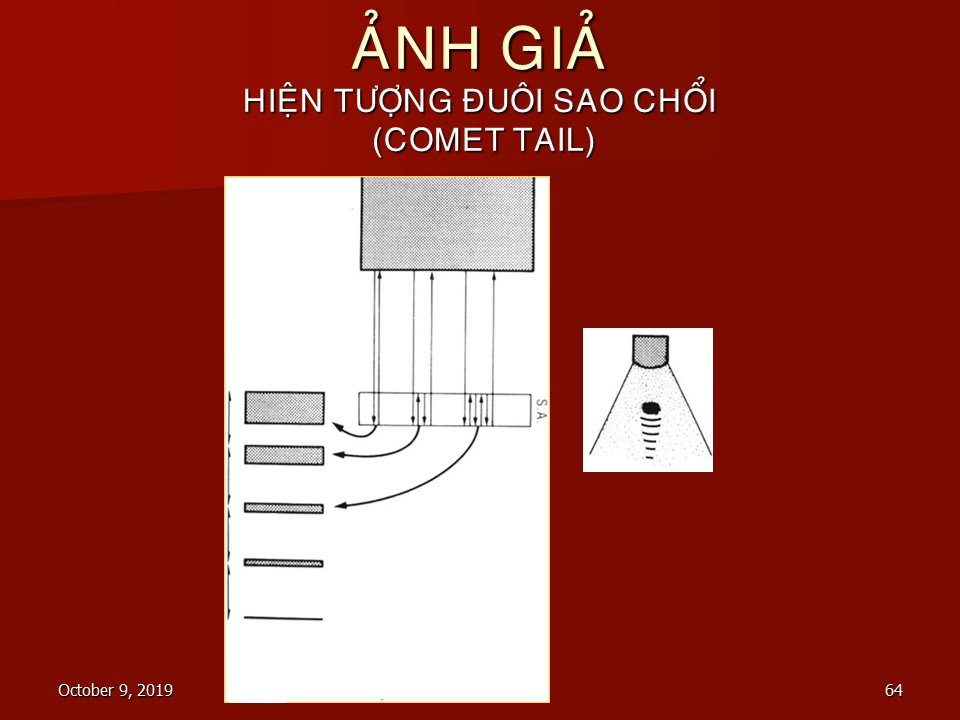 ẢNH GIẢ
HIỆN TƯỢNG ĐUÔI SAO CHỔI
(COMET TAIL)
S A
October 9, 2019
64